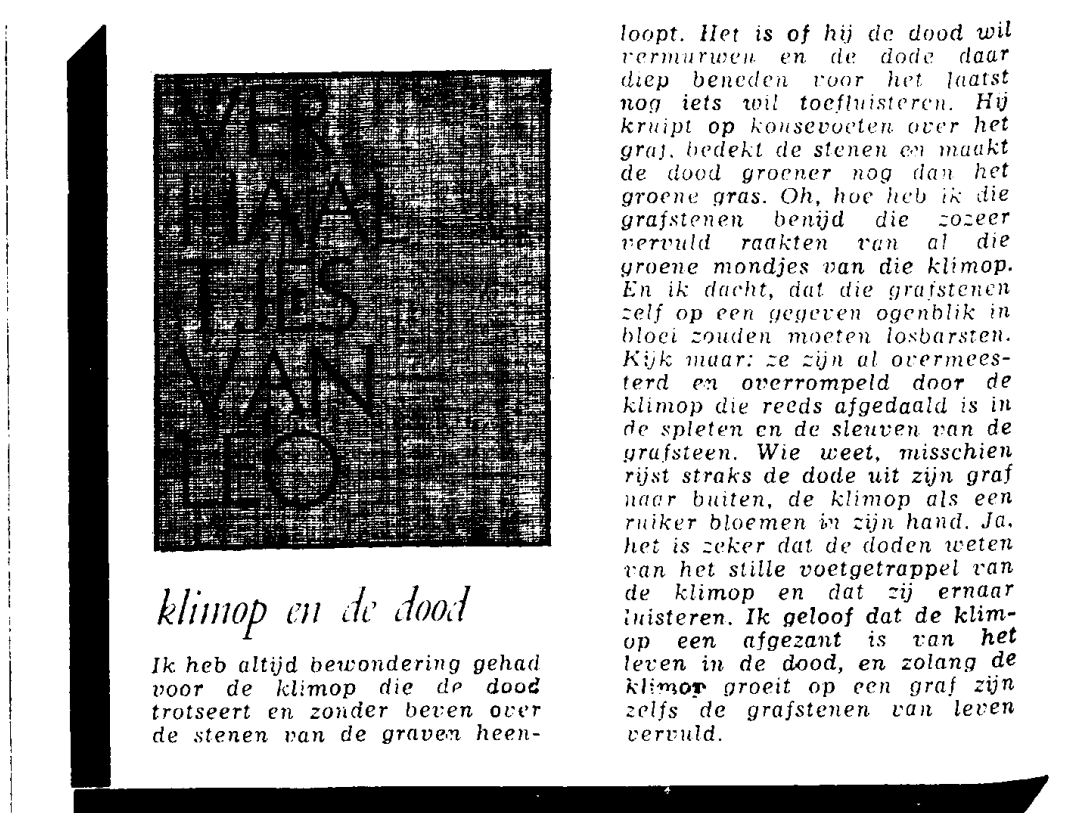 VER
HAAL
TJES
VAN
LEO
klimop en de dood
Ik heb altijd bewondering gehad
voor de klimop die de dood
trotseert en zonder beven over
de stenen van de graven heen-
loopt. Het is of hij de dood wil
vermurwen en de dode daar
diep beneden voor het laatst
nog iets wil toefluisteren. Hij
kruipt op kousevoeten over het
graf, bedekt de stenen en maakt
de dood groener nog dan het
groene gras. Oh, hoe heb ik die
grafstenen benijd die zozeer
vervuld raakten van al die
groene mondjes van die klimop.
En ik dacht, dat die grafstenen
zelf op een gegeven ogenblik in
bloei zouden moeten losbarsten.
Kijk maar: ze zijn al overmees-
terd en overrompeld door de
klimop die reeds afgedaald is in
de spleten en de sleuven van de
grafsteen. Wie weet, misschien
rijst straks de dode uit zijn graf
naar buiten, de klimop als een
ruiker bloemen in zijn hand. Ja,
het is zeker dat de doden weten
van het stille voetgetrappel van
de klimop en dat zij ernaar
luisteren. Ik geloof dat de klim-
op een afgezant is van het
leven in de dood, en zolang de
klimop groeit op een graf zijn
zelfs de grafstenen van leven
vervuld.